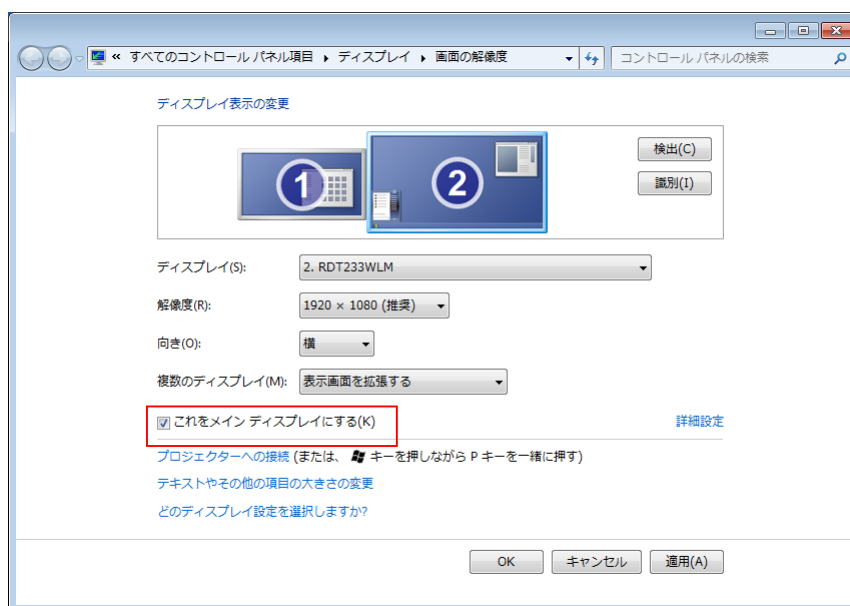 « すべてのコントロール パネル項目 ▸ ディスプレイ ▸ 画面の解像度
コントロール パネルの検索
ディスプレイ表示の変更
1
2
検出(C)
識別(I)
ディスプレイ(S): 2. RDT233WLM
解像度(R): 1920 × 1080 (推奨)
向き(O): 横
複数のディスプレイ(M): 表示画面を拡張する
これをメイン ディスプレイにする(K)
詳細設定
プロジェクターへの接続 (または、 キーを押しながら P キーを一緒に押す)
テキストやその他の項目の大きさの変更
どのディスプレイ設定を選択しますか?
OK キャンセル 適用(A)